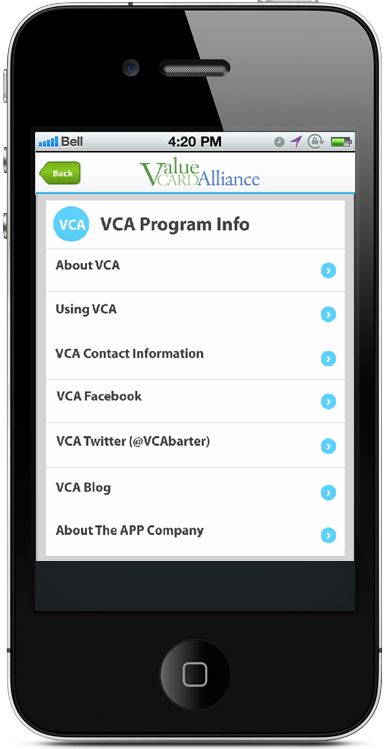 Bell 4:20 PM
Back
Value
CARD Alliance
VCA VCA Program Info
About VCA
Using VCA
VCA Contact Information
VCA Facebook
VCA Twitter (@VCAbarter)
VCA Blog
About The APP Company